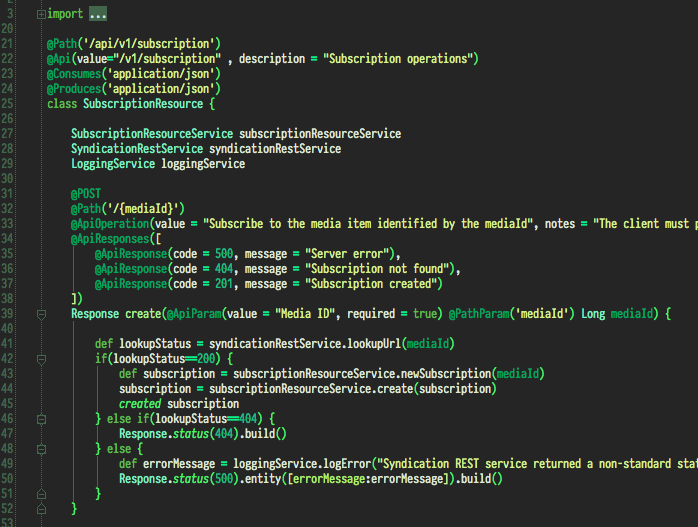 3 import ...
20
21 @Path('/api/v1/subscription')
22 @Api(value="/v1/subscription" , description = "Subscription operations")
23 @Consumes('application/json')
24 @Produces('application/json')
25 class SubscriptionResource {
26
27 SubscriptionResourceService subscriptionResourceService
28 SyndicationRestService syndicationRestService
29 LoggingService loggingService
30
31 @POST
32 @Path('/{mediaId}')
33 @ApiOperation(value = "Subscribe to the media item identified by the mediaId", notes = "The client must
34 @ApiResponses([
35 @ApiResponse(code = 500, message = "Server error"),
36 @ApiResponse(code = 404, message = "Subscription not found"),
37 @ApiResponse(code = 201, message = "Subscription created")
38 ])
39 Response create(@ApiParam(value = "Media ID", required = true) @PathParam('mediaId') Long mediaId) {
40
41 def lookupStatus = syndicationRestService.lookupUrl(mediaId)
42 if(lookupStatus==200) {
43 def subscription = subscriptionResourceService.newSubscription(mediaId)
44 subscription = subscriptionResourceService.create(subscription)
45 created subscription
46 } else if(lookupStatus==404) {
47 Response.status(404).build()
48 } else {
49 def errorMessage = loggingService.logError("Syndication REST service returned a non-standard stat
50 Response.status(500).entity([errorMessage:errorMessage]).build()
51 }
52 }
53